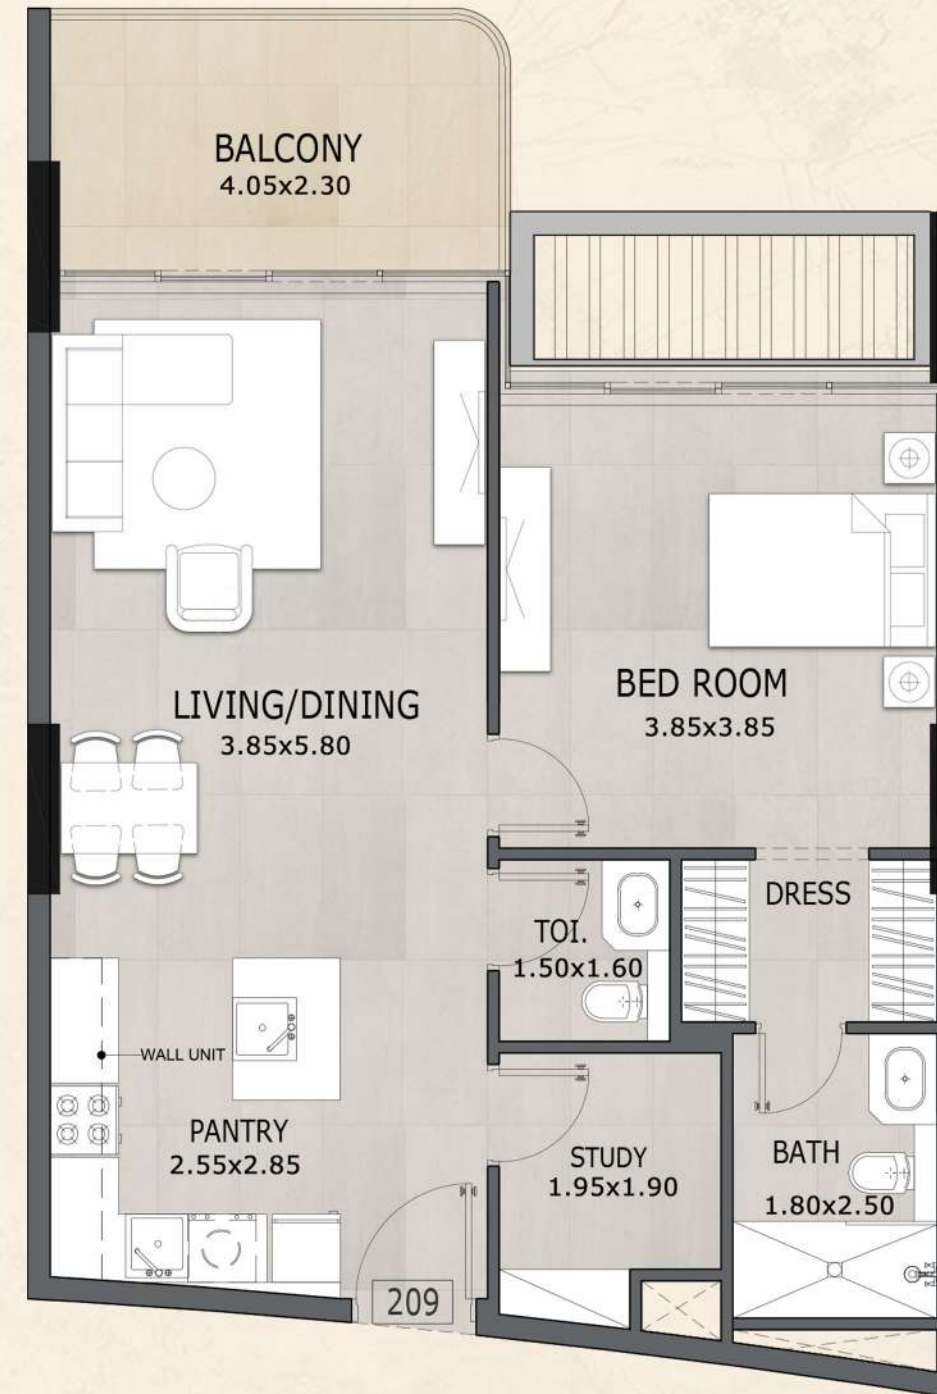 BALCONY
4.05x2.30
LIVING/DINING
3.85x5.80
BED ROOM
3.85x3.85
DRESS
TOI.
1.50x1.60
WALL UNIT
PANTRY
2.55x2.85
STUDY
1.95x1.90
BATH
1.80x2.50
209